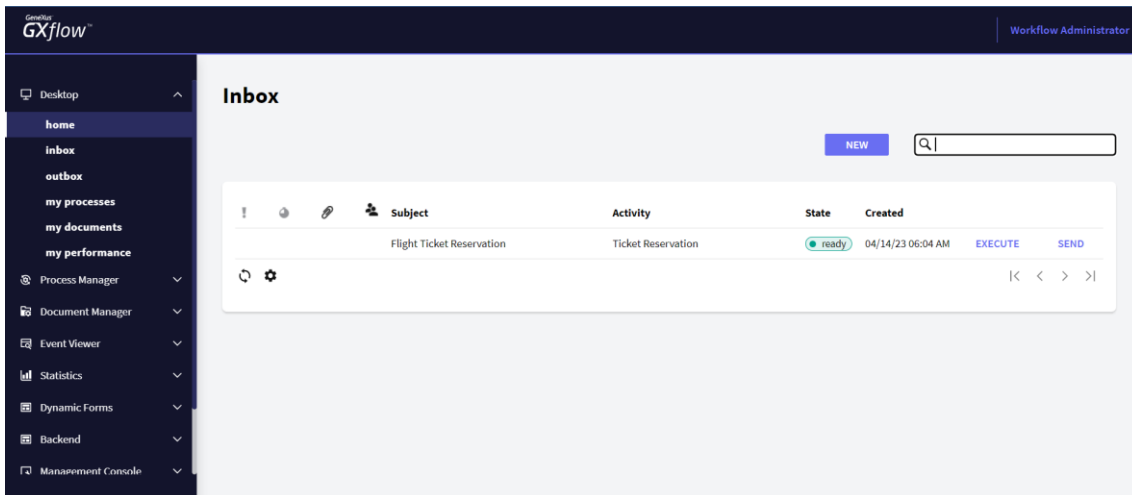 GeneXus
GXflow™
Workflow Administrator
Desktop
home
inbox
outbox
my processes
my documents
my performance
Process Manager
Document Manager
Event Viewer
Statistics
Dynamic Forms
Backend
Management Console
Inbox
NEW
! Subject Activity State Created
Flight Ticket Reservation Ticket Reservation ready 04/14/23 06:04 AM EXECUTE SEND